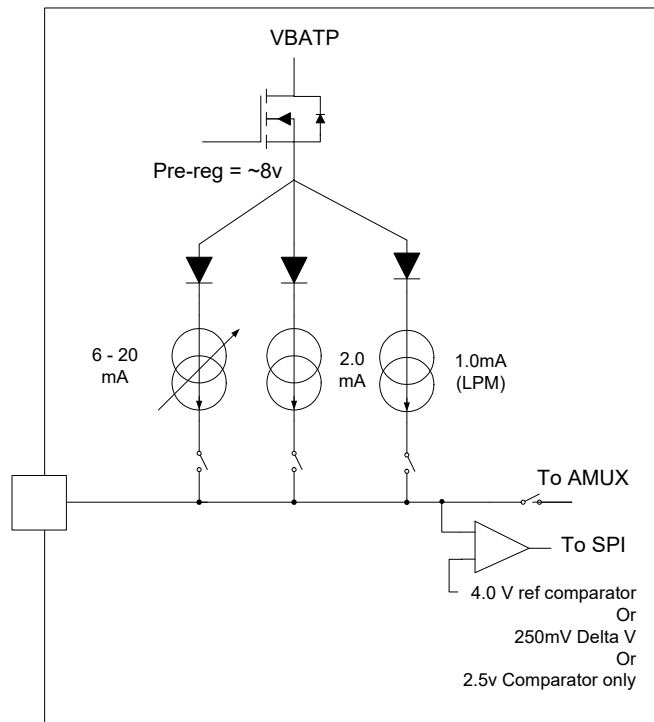 VBATP
Pre-reg = ~8v
6 - 20
mA
2.0
mA
1.0mA
(LPM)
To AMUX
To SPI
4.0 V ref comparator
Or
250mV Delta V
Or
2.5v Comparator only